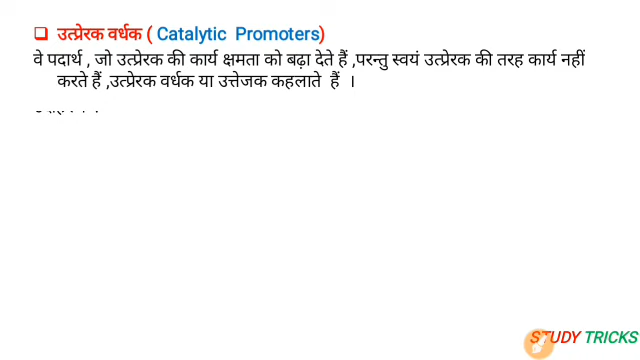 ❑ उत्प्रेरक वर्धक ( Catalytic Promoters)
वे पदार्थ , जो उत्प्रेरक की कार्य क्षमता को बढ़ा देते हैं ,परन्तु स्वयं उत्प्रेरक की तरह कार्य नहीं
करते हैं ,उत्प्रेरक वर्धक या उत्तेजक कहलाते हैं ।
STUDY TRICKS